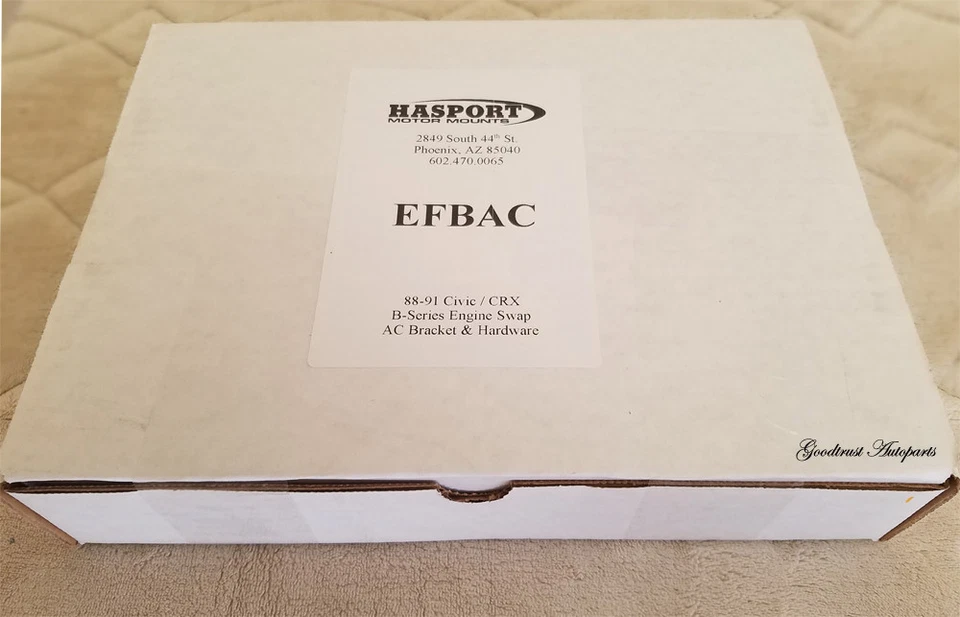 HASPORT
MOTOR MOUNTS
2849 South 44th St.
Phoenix, AZ 85040
602.470.0065
EFBAC
88-91 Civic / CRX
B-Series Engine Swap
AC Bracket & Hardware
Goodtrust Autoparts